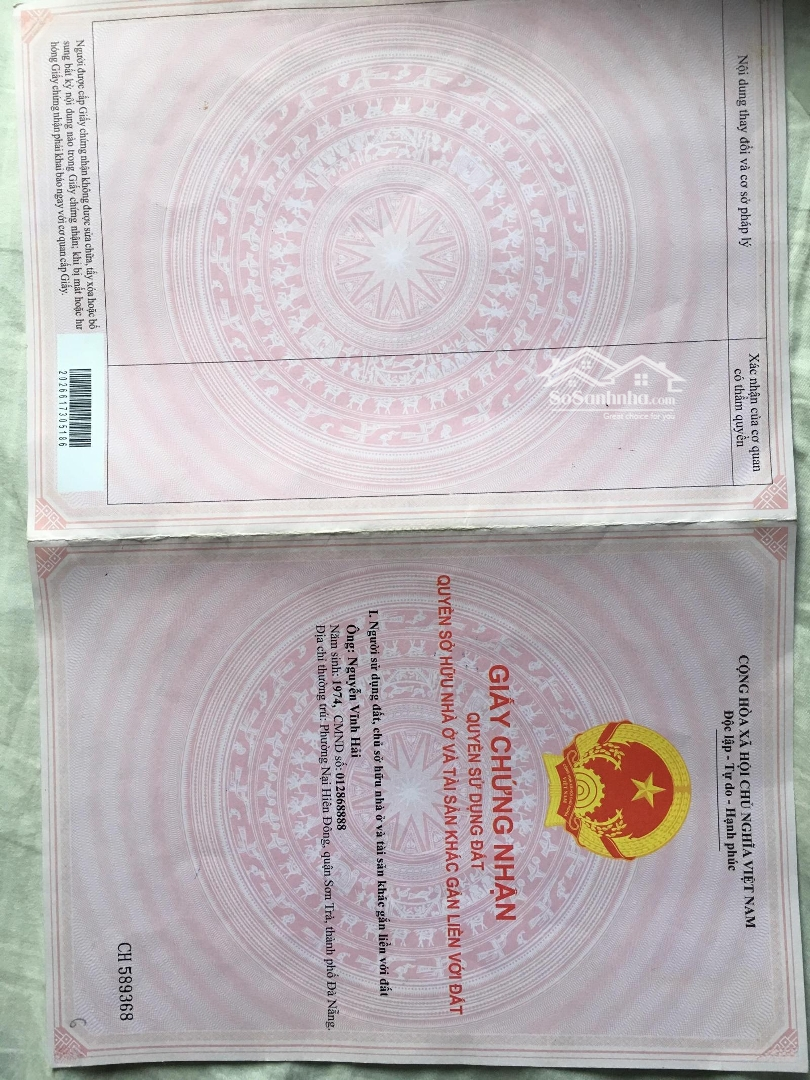 CỘNG HÒA XÃ HỘI CHỦ NGHĨA VIỆT NAM
Độc lập - Tự do - Hạnh phúc
GIẤY CHỨNG NHẬN
QUYỀN SỬ DỤNG ĐẤT
QUYỀN SỞ HỮU NHÀ Ở VÀ TÀI SẢN KHÁC GẮN LIỀN VỚI ĐẤT
I. Người sử dụng đất, chủ sở hữu nhà ở và tài sản khác gắn liền với đất
Ông: Nguyễn Vĩnh Hải
Năm sinh: 1974, CMND số: 012868888
Địa chỉ thường trú: Phường Nại Hiên Đông, quận Sơn Trà, thành phố Đà Nẵng.
CH 589368
6
Nội dung thay đổi và cơ sở pháp lý
Xác nhận của cơ quan
có thẩm quyền
SoSanhnha.com
Great choice for you
Người được cấp Giấy chứng nhận không được sửa chữa, tẩy xóa hoặc bổ
sung bất kỳ nội dung nào trong Giấy chứng nhận; khi bị mất hoặc hư
hỏng Giấy chứng nhận phải khai báo ngay với cơ quan cấp Giấy.
2026617305186